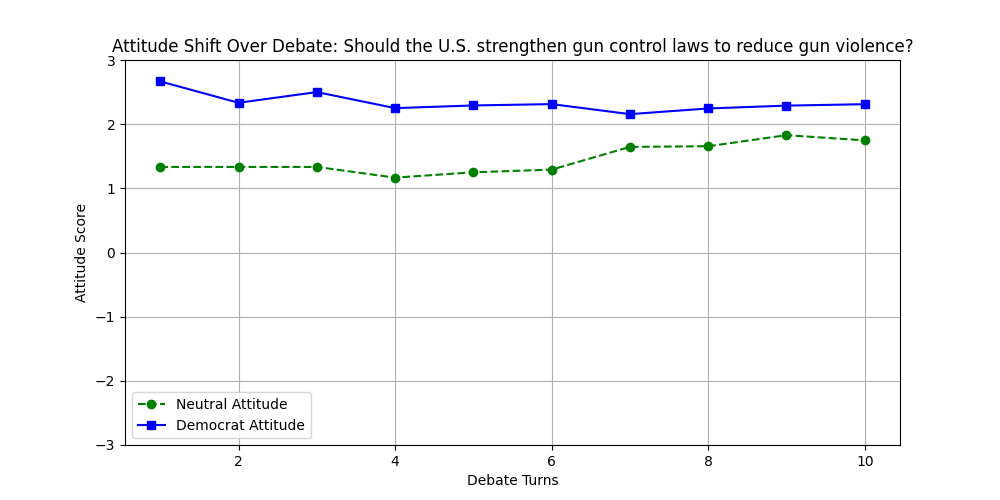 Attitude Shift Over Debate: Should the U.S. strengthen gun control laws to reduce gun violence?
3
2
1
0
−1
−2
−3
Attitude Score
Neutral Attitude
Democrat Attitude
2 4 6 8 10
Debate Turns